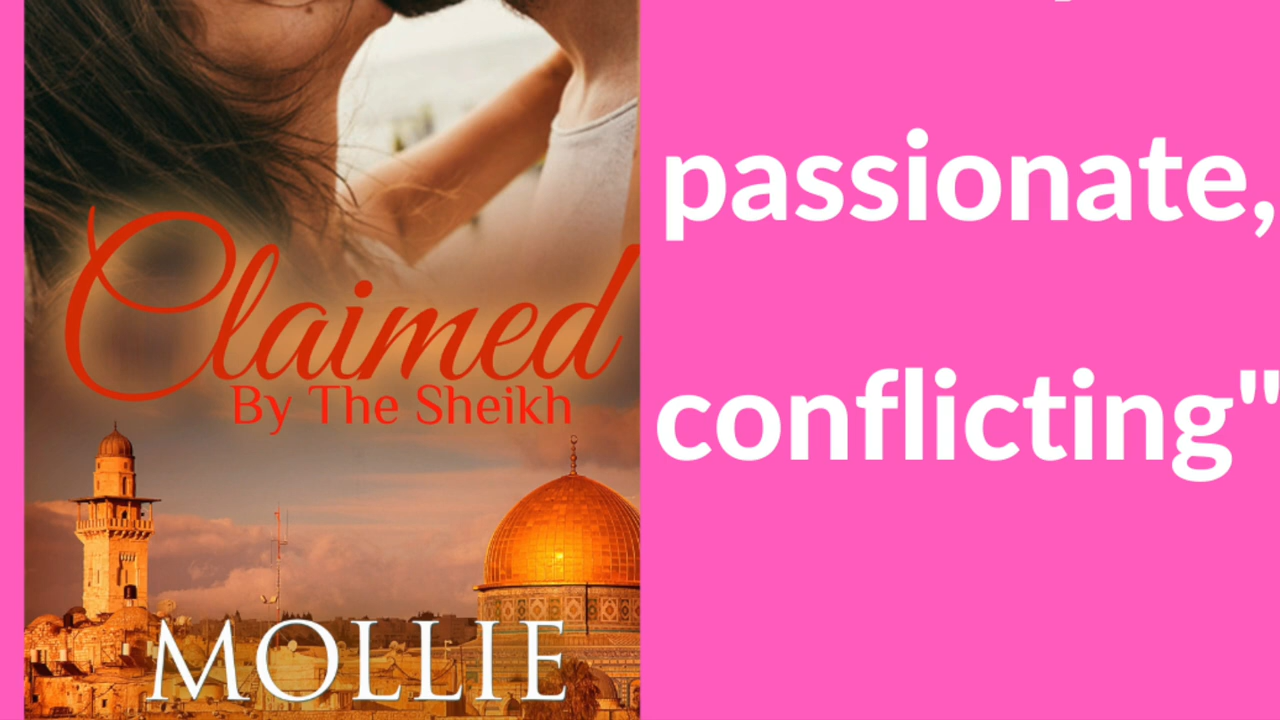 Claimed
By The Sheikh
MOLLIE
passionate,
conflicting"